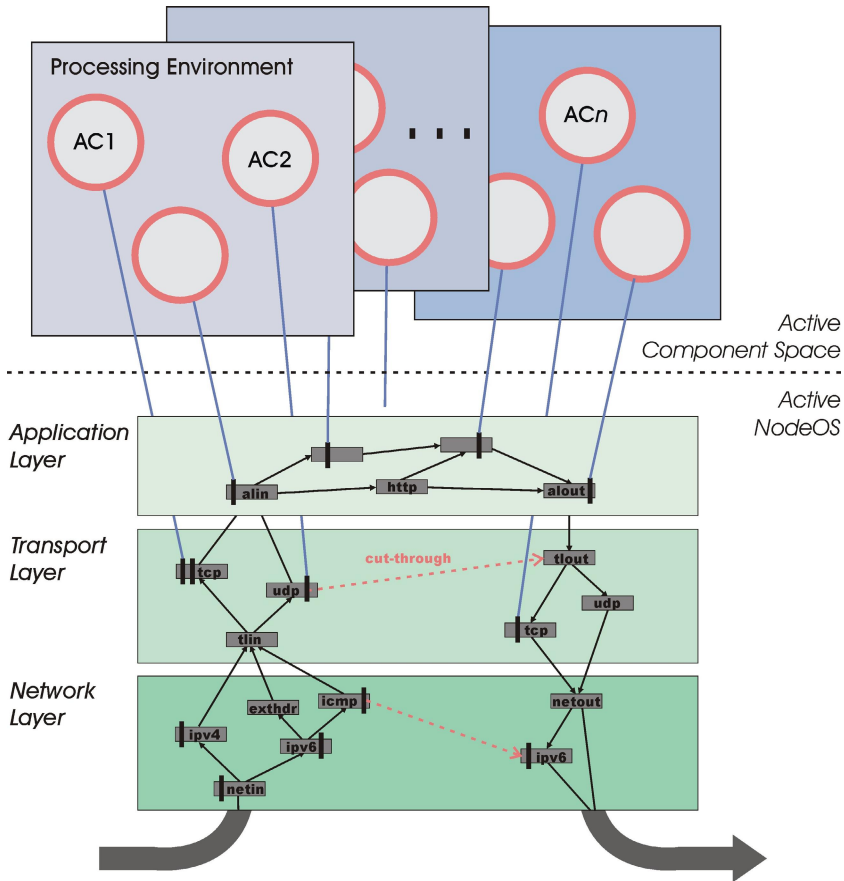 Processing Environment
AC1
AC2
. . .
ACn
Active
Component Space
Active
NodeOS
Application
Layer
alin
http
alout
Transport
Layer
tcp
udp
cut-through
tlout
udp
tcp
tlin
Network
Layer
ipv4
exthdr
icmp
ipv6
netin
netout
ipv6